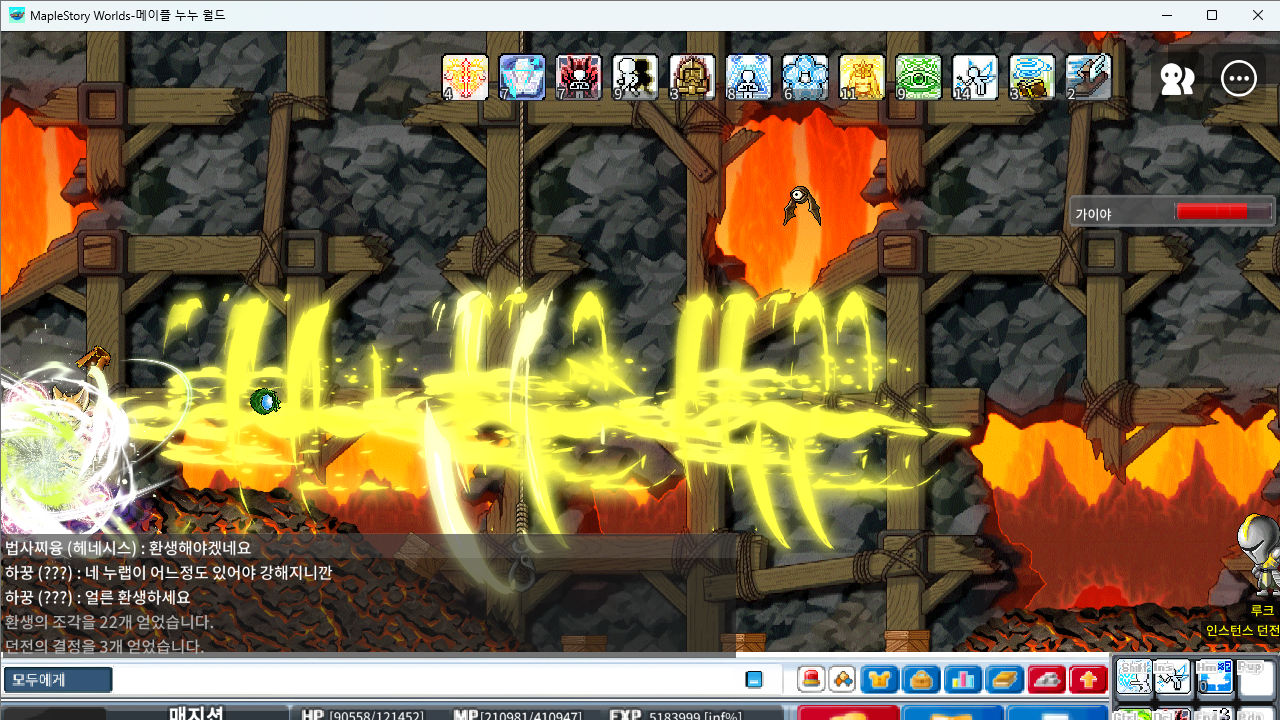 MapleStory Worlds-메이플 누누 월드
4 7 7 9 3 8 6 11 9 14 3 2
가이야
법사찌융 (헤네시스) : 환생해야겠네요
하꿍 (???) : 네 누랩이 어느정도 있어야 강해지니깐
하꿍 (???) : 얼른 환생하세요
환생의 조각을 22개 얻었습니다.
던전의 결정을 3개 얻었습니다.
루크
인스턴스 던전
모두에게
Shift Ins Hm Pup
매지션
HP [90558/121452] MP[210981/410947] EXP 5183999 [inf%]